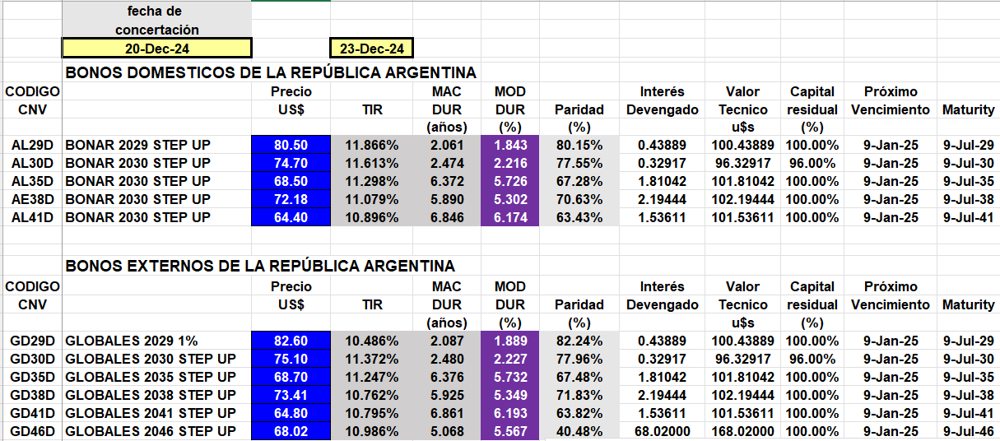 fecha de
concertación
20-Dec-24 23-Dec-24
BONOS DOMESTICOS DE LA REPÚBLICA ARGENTINA
CODIGO Precio MAC MOD Interés Valor Capital Próximo
CNV US$ TIR DUR DUR Paridad Devengado Tecnico residual Vencimiento Maturity
(años) (%) (%) u$s (%)
AL29D BONAR 2029 STEP UP 80.50 11.866% 2.061 1.843 80.15% 0.43889 100.43889 100.00% 9-Jan-25 9-Jul-29
AL30D BONAR 2030 STEP UP 74.70 11.613% 2.474 2.216 77.55% 0.32917 96.32917 96.00% 9-Jan-25 9-Jul-30
AL35D BONAR 2030 STEP UP 68.50 11.298% 6.372 5.726 67.28% 1.81042 101.81042 100.00% 9-Jan-25 9-Jul-35
AE38D BONAR 2030 STEP UP 72.18 11.079% 5.890 5.302 70.63% 2.19444 102.19444 100.00% 9-Jan-25 9-Jul-38
AL41D BONAR 2030 STEP UP 64.40 10.896% 6.846 6.174 63.43% 1.53611 101.53611 100.00% 9-Jan-25 9-Jul-41
BONOS EXTERNOS DE LA REPÚBLICA ARGENTINA
CODIGO Precio MAC MOD Interés Valor Capital Próximo
CNV US$ TIR DUR DUR Paridad Devengado Tecnico residual Vencimiento Maturity
(años) (%) (%) u$s (%)
GD29D GLOBALES 2029 1% 82.60 10.486% 2.087 1.889 82.24% 0.43889 100.43889 100.00% 9-Jan-25 9-Jul-29
GD30D GLOBALES 2030 STEP UP 75.10 11.372% 2.480 2.227 77.96% 0.32917 96.32917 96.00% 9-Jan-25 9-Jul-30
GD35D GLOBALES 2035 STEP UP 68.70 11.247% 6.376 5.732 67.48% 1.81042 101.81042 100.00% 9-Jan-25 9-Jul-35
GD38D GLOBALES 2038 STEP UP 73.41 10.762% 5.925 5.349 71.83% 2.19444 102.19444 100.00% 9-Jan-25 9-Jul-38
GD41D GLOBALES 2041 STEP UP 64.80 10.795% 6.861 6.193 63.82% 1.53611 101.53611 100.00% 9-Jan-25 9-Jul-41
GD46D GLOBALES 2046 STEP UP 68.02 10.986% 5.068 5.567 40.48% 68.02000 168.02000 100.00% 9-Jan-25 9-Jul-46